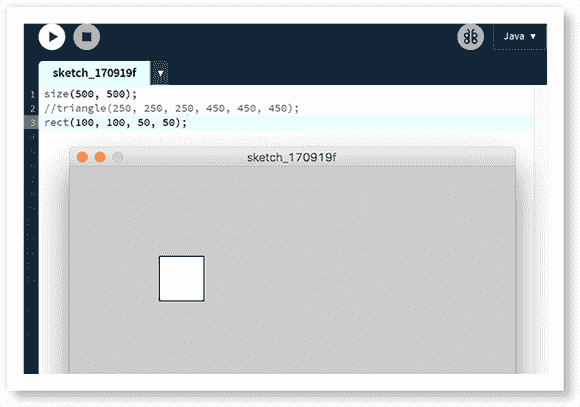 Java ▼
sketch_170919f ▼
1 size(500, 500);
2 //triangle(250, 250, 250, 450, 450, 450);
3 rect(100, 100, 50, 50);
sketch_170919f